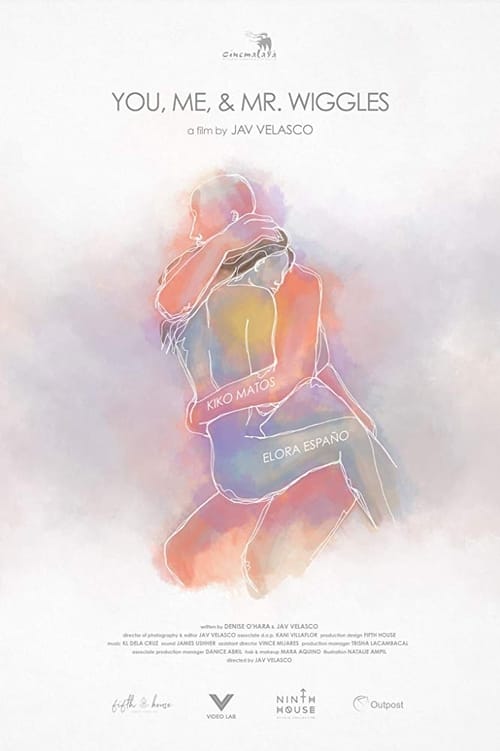 cinemalaya
YOU, ME, & MR. WIGGLES
a film by JAV VELASCO
KIKO MATOS
ELORA ESPAÑO
written by DENISE O'HARA & JAV VELASCO
director of photography & editor JAV VELASCO associate d.o.p. KANI VILLAFLOR production design FIFTH HOUSE
music KL DELA CRUZ sound JAMES USHHER assistant director VINCE MIJARES production manager TRISHA LACAMBACAL
associate production manager DANICE ABRIL hair & makeup MARA AQUINO illustration NATALIE AMPIL
directed by JAV VELASCO
fifth house
VIDEO LAB
NINTH
HOUSE
Outpost